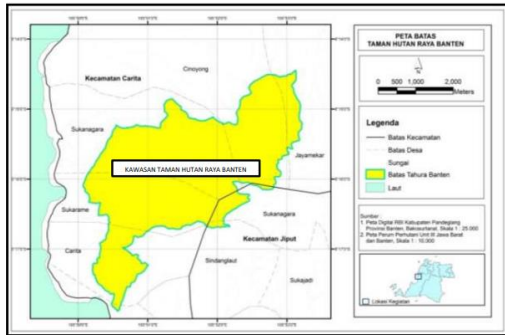 Kecamatan Carita
Cinoyong
Sukanagara
KAWASAN TAMAN HUTAN RAYA BANTEN
Jayamekar
Sukarame
Sukanagara
Kecamatan Jiput
Carita
Sindanglaut
Sukajadi
PETA BATAS
TAMAN HUTAN RAYA BANTEN
0 500 1,000 2,000
Meters
Legenda
Batas Kecamatan
Batas Desa
Sungai
Batas Tahura Banten
Laut
Sumber :
1. Peta Digital RBI Kabupaten Pandeglang
Provinsi Banten, Bakosurtanal, Skala 1 : 25.000
2. Peta Perum Perhutani Unit III Jawa Barat
dan Banten, Skala 1 : 10.000
Lokasi Kegiatan